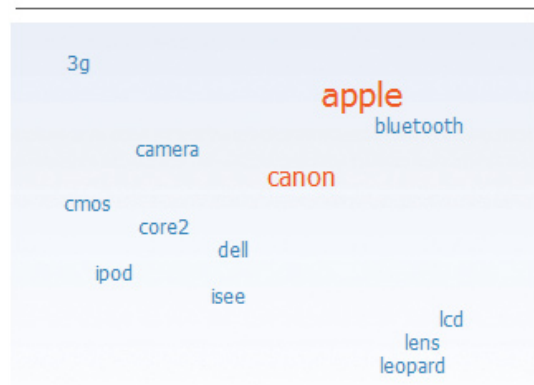 3g
apple
bluetooth
camera
canon
cmos
core2
dell
ipod
isee
lcd
lens
leopard